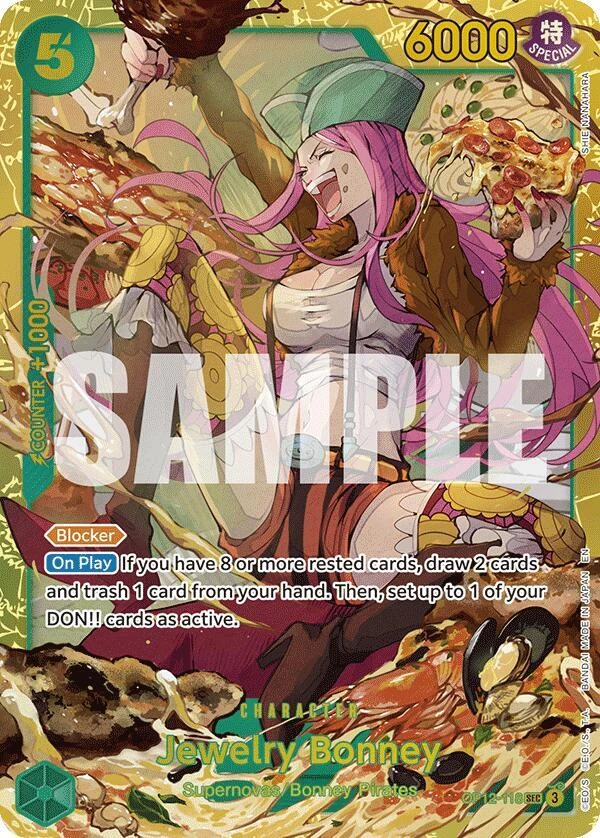 5
6000
特
SPECIAL
SHIE NANAHARA
COUNTER +1000
SAMPLE
Blocker
On Play If you have 8 or more rested cards, draw 2 cards
and trash 1 card from your hand. Then, set up to 1 of your
DON!! cards as active.
CHARACTER
Jewelry Bonney
Supernovas/Bonney Pirates
OP12-118 SEC 3
©E.O/S. ©E.O/S.,T.A. BANDAI MADE IN JAPAN EN